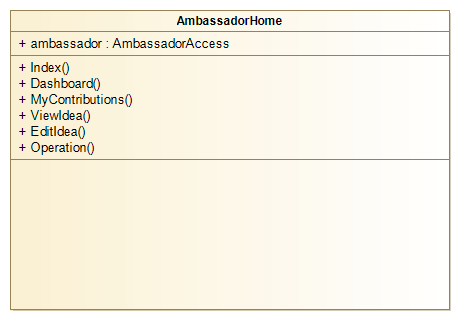 AmbassadorHome
+ ambassador : AmbassadorAccess
+ Index()
+ Dashboard()
+ MyContributions()
+ ViewIdea()
+ EditIdea()
+ Operation()